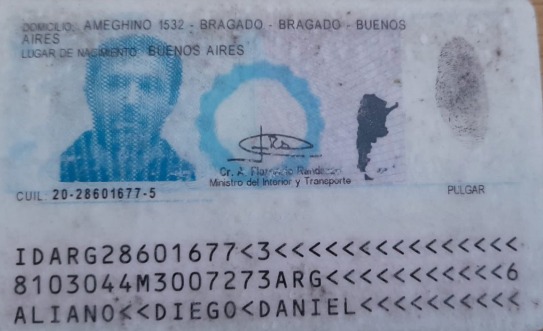 DOMICILIO: AMEGHINO 1532 - BRAGADO - BRAGADO - BUENOS
AIRES
LUGAR DE NACIMIENTO: BUENOS AIRES
Cr. A. Florencio Randazzo
Ministro del Interior y Transporte
CUIL: 20-28601677-5
PULGAR
IDARG28601677<3<<<<<<<<<<<<<<<
8103044M3007273ARG<<<<<<<<<<<6
ALIANO<<DIEGO<DANIEL<<<<<<<<<<